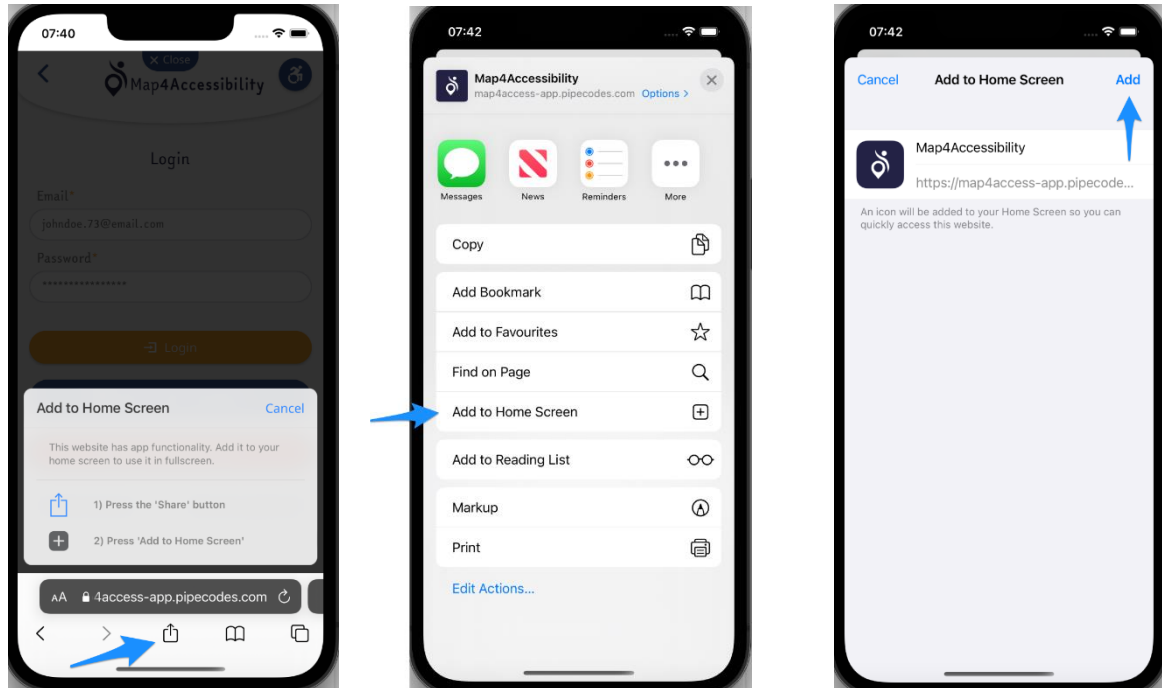 07:40
× Close
Map4Accessibility
Login
Email*
johndoe.73@email.com
Password*
****************
Login
Add to Home Screen
Cancel
This website has app functionality. Add it to your
home screen to use it in fullscreen.
1) Press the 'Share' button
2) Press 'Add to Home Screen'
AA
4access-app.pipecodes.com
07:42
Map4Accessibility
map4access-app.pipecodes.com Options >
Messages
News
Reminders
More
Copy
Add Bookmark
Add to Favourites
Find on Page
Add to Home Screen
Add to Reading List
Markup
Print
Edit Actions...
07:42
Cancel
Add to Home Screen
Add
Map4Accessibility
https://map4access-app.pipecode...
An icon will be added to your Home Screen so you can
quickly access this website.